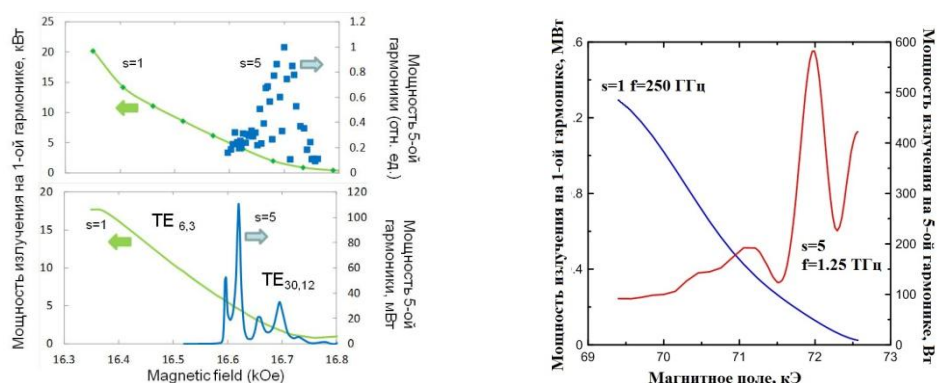 Мощность излучения на 1-ой гармонике, кВт
25
20
15
10
5
0
s=1
s=5
1.2
1
0.8
0.6
0.4
0.2
0
Мощность 5-ой
гармоники (отн. ед.)
20
15
10
5
0
s=1
TE6,3
s=5
TE30,12
110
100
80
60
40
20
0
Мощность 5-ой
гармоники, мВт
16.3
16.4
16.5
16.6
16.7
16.8
Magnetic field (kOe)
Мощность излучения на 1-ой гармонике, МВт
.6
.2
.8
.4
0
s=1 f=250 ГГц
s=5
f=1.25 ТГц
600
500
400
300
200
100
0
Мощность излучения на 5-ой гармонике, Вт
69
70
71
72
73
Магнитное поле, кЭ